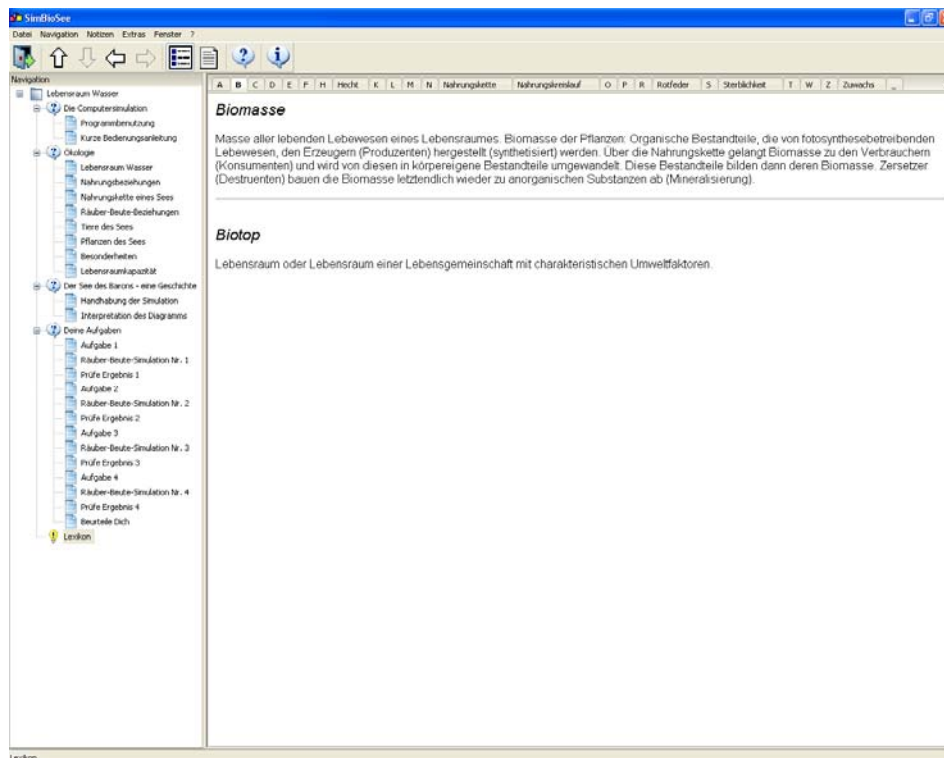 SimBioSee
Datei Navigation Notizen Extras Fenster ?
Navigation
Lebensraum Wasser
Die Computersimulation
Programmbenutzung
Kurze Bedienungsanleitung
Ökologie
Lebensraum Wasser
Nahrungsbeziehungen
Nahrungskette eines Sees
Räuber-Beute-Beziehungen
Tiere des Sees
Pflanzen des Sees
Besonderheiten
Lebensraumkapazität
Der See des Barons - eine Geschichte
Handhabung der Simulation
Interpretation des Diagramms
Deine Aufgaben
Aufgabe 1
Räuber-Beute-Simulation Nr. 1
Prüfe Ergebnis 1
Aufgabe 2
Räuber-Beute-Simulation Nr. 2
Prüfe Ergebnis 2
Aufgabe 3
Räuber-Beute-Simulation Nr. 3
Prüfe Ergebnis 3
Aufgabe 4
Räuber-Beute-Simulation Nr. 4
Prüfe Ergebnis 4
Beurteile Dich
Lexikon
A B C D E F H Hecht K L M N Nahrungskette Nahrungskreislauf O P R Rotfeder S Sterblichkeit T W Z Zuwachs _
Biomasse
Masse aller lebenden Lebewesen eines Lebensraumes. Biomasse der Pflanzen: Organische Bestandteile, die von fotosynthesebetreibenden
Lebewesen, den Erzeugern (Produzenten) hergestellt (synthetisiert) werden. Über die Nahrungskette gelangt Biomasse zu den Verbrauchern
(Konsumenten) und wird von diesen in körpereigene Bestandteile umgewandelt. Diese Bestandteile bilden dann deren Biomasse. Zersetzer
(Destruenten) bauen die Biomasse letztendlich wieder zu anorganischen Substanzen ab (Mineralisierung).
Biotop
Lebensraum oder Lebensraum einer Lebensgemeinschaft mit charakteristischen Umweltfaktoren.
Lexikon